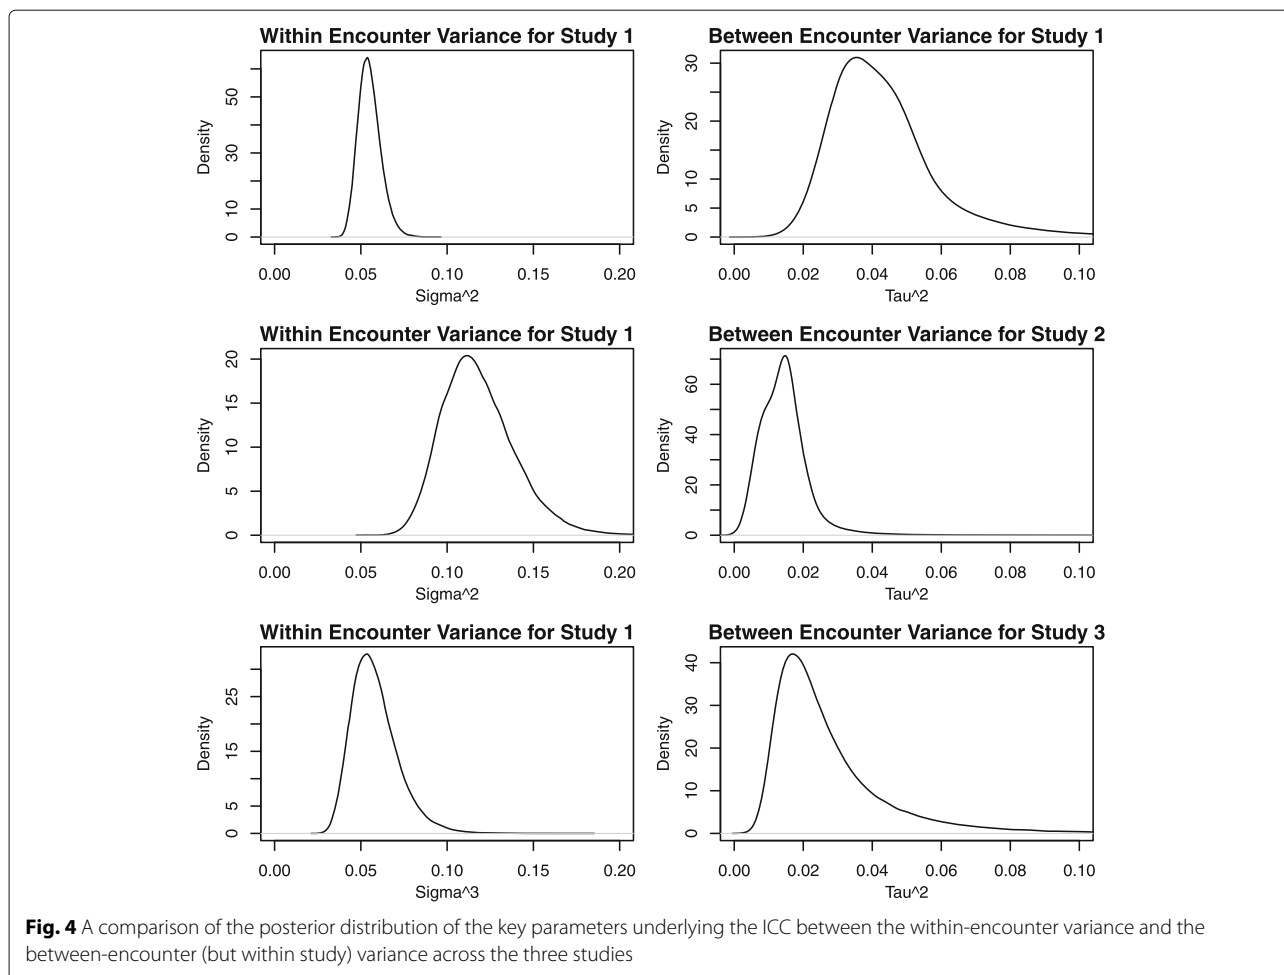 Within Encounter Variance for Study 1
Density
0 10 30 50
0.00 0.05 0.10 0.15 0.20
Sigma^2
Between Encounter Variance for Study 1
Density
0 5 10 20 30
0.00 0.02 0.04 0.06 0.08 0.10
Tau^2
Within Encounter Variance for Study 1
Density
0 5 10 15 20
0.00 0.05 0.10 0.15 0.20
Sigma^2
Between Encounter Variance for Study 2
Density
0 20 40 60
0.00 0.02 0.04 0.06 0.08 0.10
Tau^2
Within Encounter Variance for Study 1
Density
0 5 15 25
0.00 0.05 0.10 0.15 0.20
Sigma^3
Between Encounter Variance for Study 3
Density
0 10 20 30 40
0.00 0.02 0.04 0.06 0.08 0.10
Tau^2
Fig. 4 A comparison of the posterior distribution of the key parameters underlying the ICC between the within-encounter variance and the
between-encounter (but within study) variance across the three studies